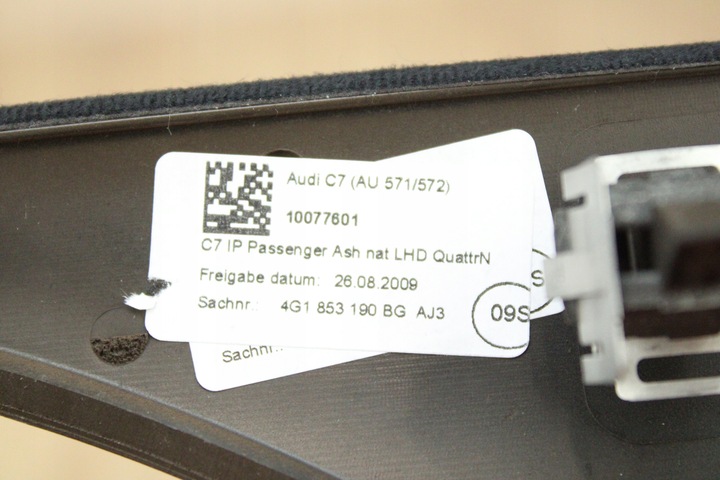 Audi C7 (AU 571/572)
10077601
C7 IP Passenger Ash nat LHD QuattrN
Freigabe datum: 26.08.2009
Sachnr.: 4G1 853 190 BG AJ3
09S
S
Sachnr.: